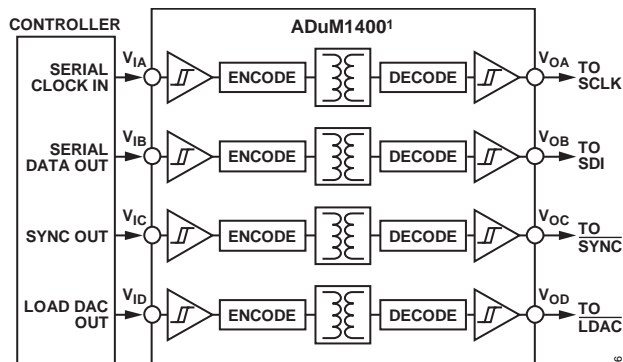 CONTROLLER
ADuM1400¹
SERIAL
CLOCK IN
V_IA
ENCODE
DECODE
V_OA
TO
SCLK
SERIAL
DATA OUT
V_IB
ENCODE
DECODE
V_OB
TO
SDI
SYNC OUT
V_IC
ENCODE
DECODE
V_OC
TO
SYNC
LOAD DAC
OUT
V_ID
ENCODE
DECODE
V_OD
TO
LDAC